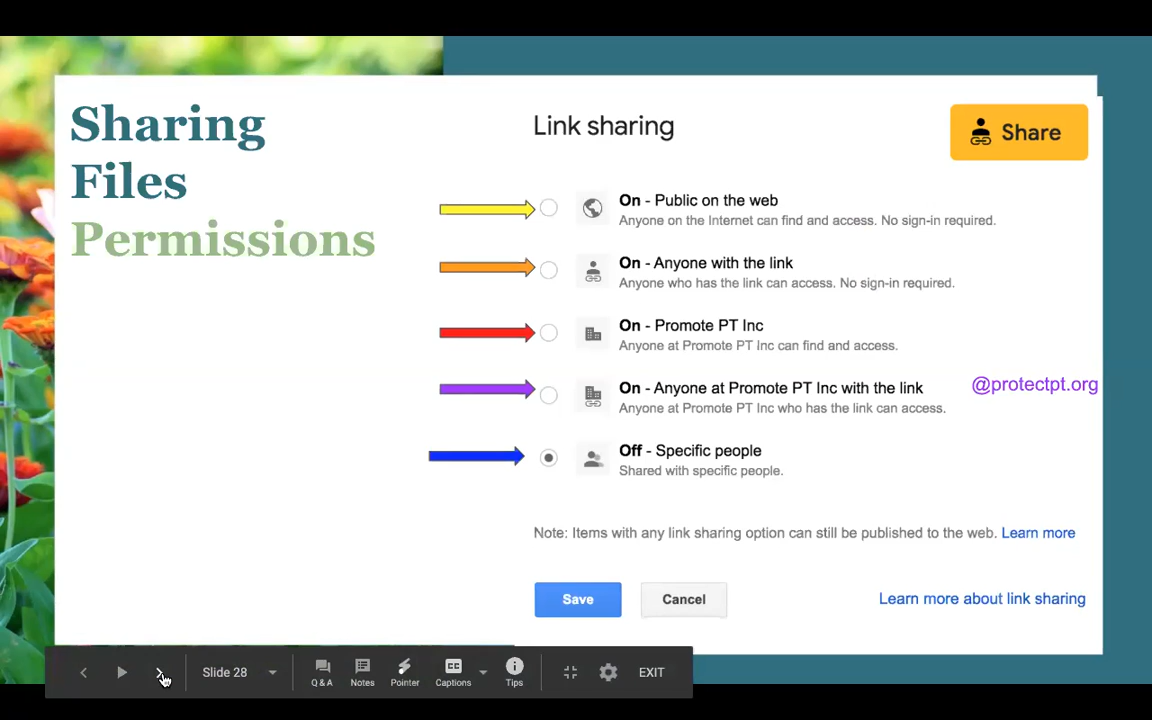 Sharing
Files
Permissions
Link sharing
Share
On - Public on the web
Anyone on the Internet can find and access. No sign-in required.
On - Anyone with the link
Anyone who has the link can access. No sign-in required.
On - Promote PT Inc
Anyone at Promote PT Inc can find and access.
On - Anyone at Promote PT Inc with the link
@protectpt.org
Anyone at Promote PT Inc who has the link can access.
Off - Specific people
Shared with specific people.
Note: Items with any link sharing option can still be published to the web. Learn more
Save
Cancel
Learn more about link sharing
Slide 28
Q & A
Notes
Pointer
CC
Captions
Tips
EXIT